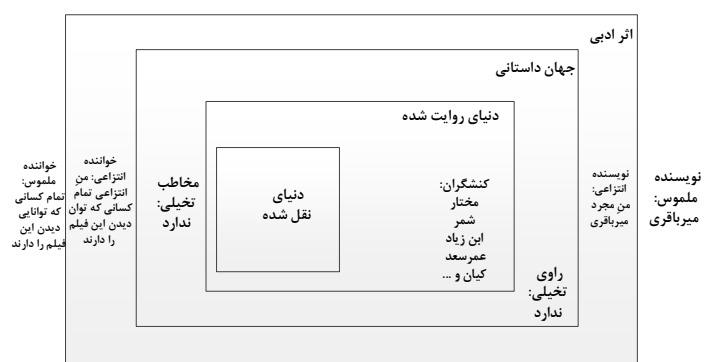 اثر ادبی
جهان داستانی
دنیای روایت شده
دنیای
نقل شده
کنشگران:
مختار
شمر
ابن زیاد
عمرسعد
کیان و ...
نویسنده
ملموس:
میرباقری
نویسنده
انتزاعی:
منِ مجرد
میرباقری
راوی
تخیلی:
ندارد
مخاطب
تخیلی:
ندارد
خواننده
انتزاعی: منِ
انتزاعی تمام
کسانی که توان
دیدن این فیلم
را دارند
خواننده
ملموس:
تمام کسانی
که توانایی
دیدن این
فیلم را دارند